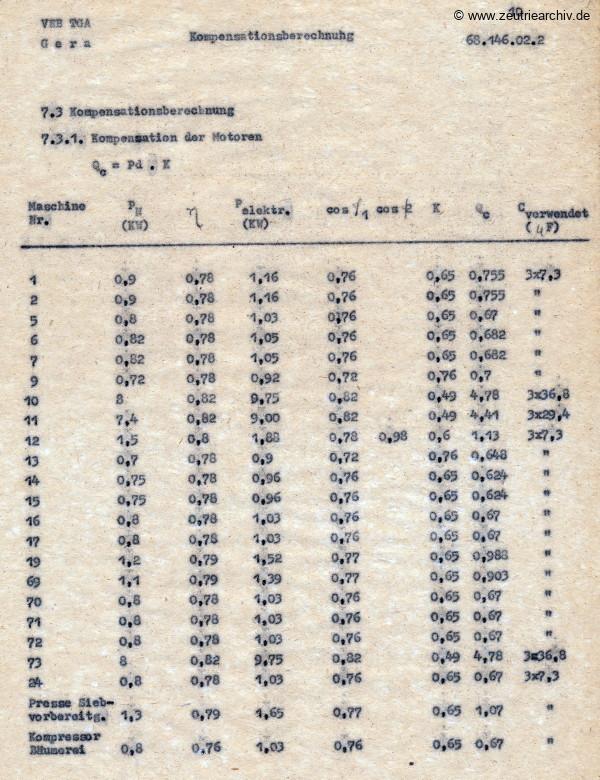 10
© www.zeutriearchiv.de
VEB TGA
Gera
Kompensationsberechnung
68.146.02.2
7.3 Kompensationsberechnung
7.3.1. Kompensation der Motoren
Qc = Pd . K
Maschine Nr. PN (KW) η Pelektr. (KW) cos φ1 cos φ2 K Qc Cverwendet (µF)
1 0,9 0,78 1,16 0,76 0,65 0,755 3x7,3
2 0,9 0,78 1,16 0,76 0,65 0,755 "
5 0,8 0,78 1,03 0,76 0,65 0,67 "
6 0,82 0,78 1,05 0,76 0,65 0,682 "
7 0,82 0,78 1,05 0,76 0,65 0,682 "
9 0,72 0,78 0,92 0,72 0,76 0,7 "
10 8 0,82 9,75 0,82 0,49 4,78 3x36,8
11 7,4 0,82 9,00 0,82 0,49 4,41 3x29,4
12 1,5 0,8 1,88 0,78 0,98 0,6 1,13 3x7,3
13 0,7 0,78 0,9 0,72 0,76 0,648 "
14 0,75 0,78 0,96 0,76 0,65 0,624 "
15 0,75 0,78 0,96 0,76 0,65 0,624 "
16 0,8 0,78 1,03 0,76 0,65 0,67 "
17 0,8 0,78 1,03 0,76 0,65 0,67 "
19 1,2 0,79 1,52 0,77 0,65 0,988 "
69 1,1 0,79 1,39 0,77 0,65 0,903 "
70 0,8 0,78 1,03 0,76 0,65 0,67 "
71 0,8 0,78 1,03 0,76 0,65 0,67 "
72 0,8 0,78 1,03 0,76 0,65 0,67 "
73 8 0,82 9,75 0,82 0,49 4,78 3x36,8
24 0,8 0,78 1,03 0,76 0,65 0,67 3x7,3
Presse Sieb-
vorbereitg. 1,3 0,79 1,65 0,77 0,65 1,07 "
Kompressor
Bäumerei 0,8 0,76 1,03 0,76 0,65 0,67 "